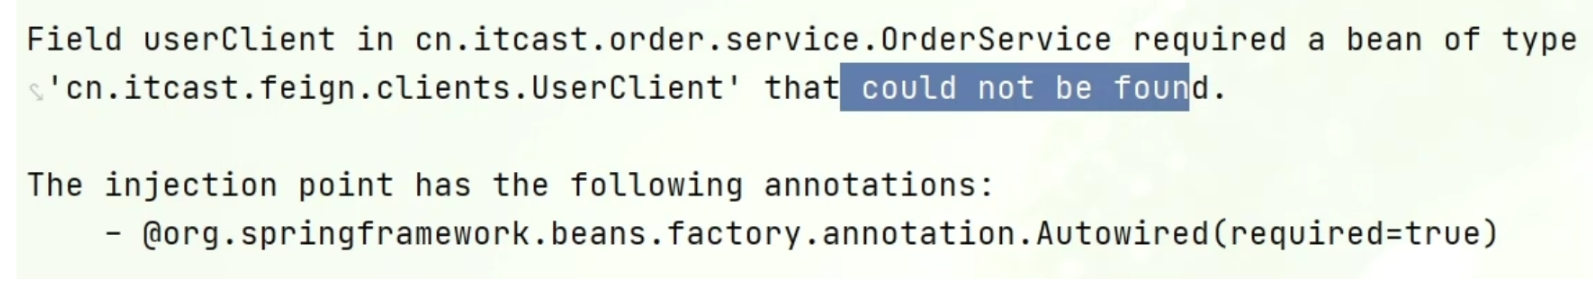 Field userClient in cn.itcast.order.service.OrderService required a bean of type
'cn.itcast.feign.clients.UserClient' that could not be found.
The injection point has the following annotations:
- @org.springframework.beans.factory.annotation.Autowired(required=true)